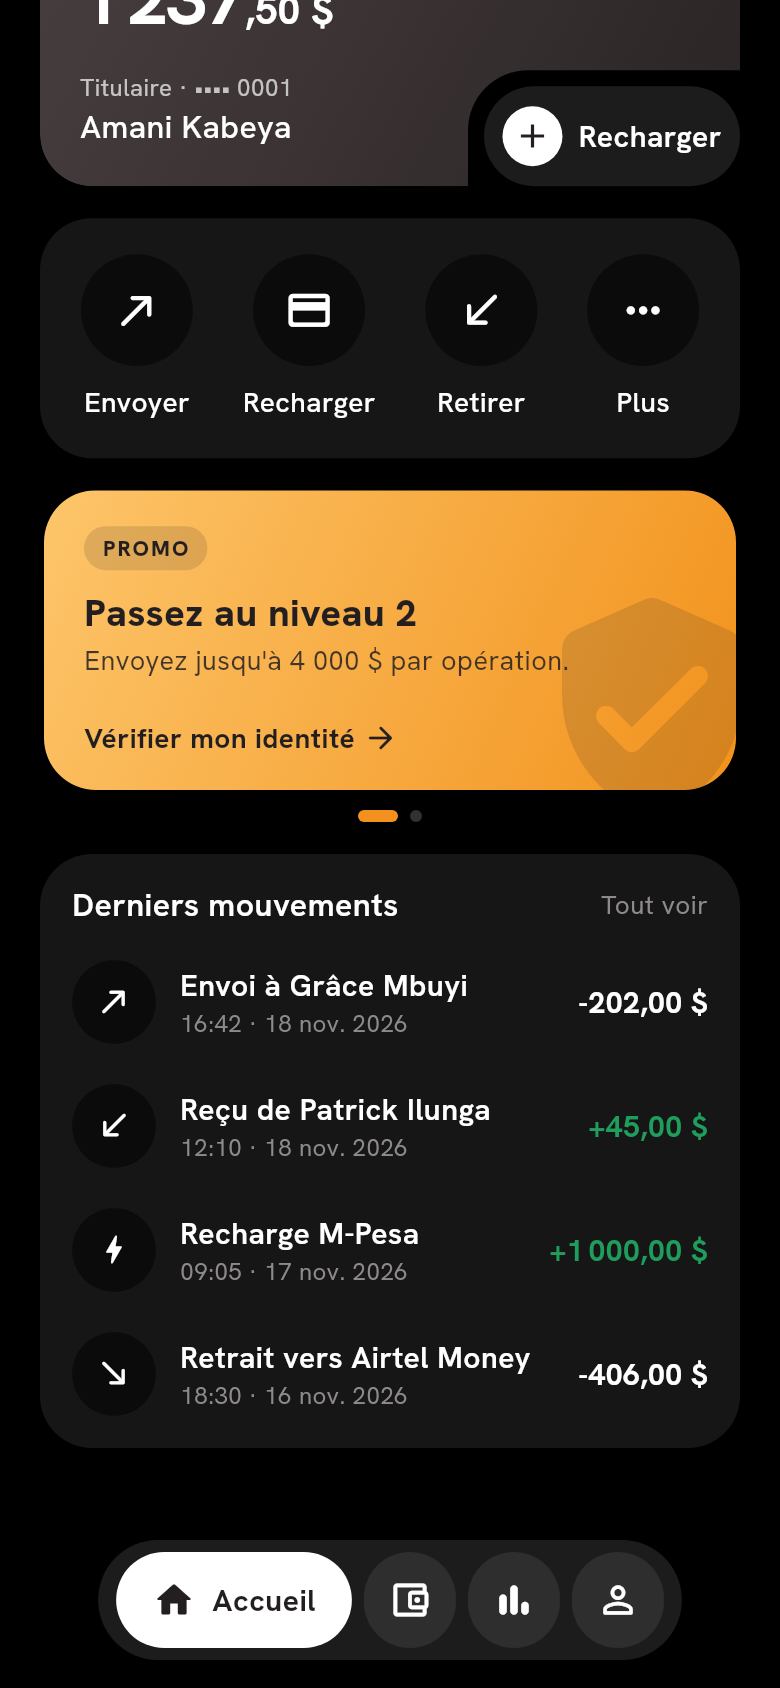 1 237,50 $
Titulaire · •••• 0001
Amani Kabeya
Recharger
Envoyer
Recharger
Retirer
Plus
PROMO
Passez au niveau 2
Envoyez jusqu'à 4 000 $ par opération.
Vérifier mon identité →
Derniers mouvements
Tout voir
Envoi à Grâce Mbuyi
-202,00 $
16:42 · 18 nov. 2026
Reçu de Patrick Ilunga
+45,00 $
12:10 · 18 nov. 2026
Recharge M-Pesa
+1 000,00 $
09:05 · 17 nov. 2026
Retrait vers Airtel Money
-406,00 $
18:30 · 16 nov. 2026
Accueil